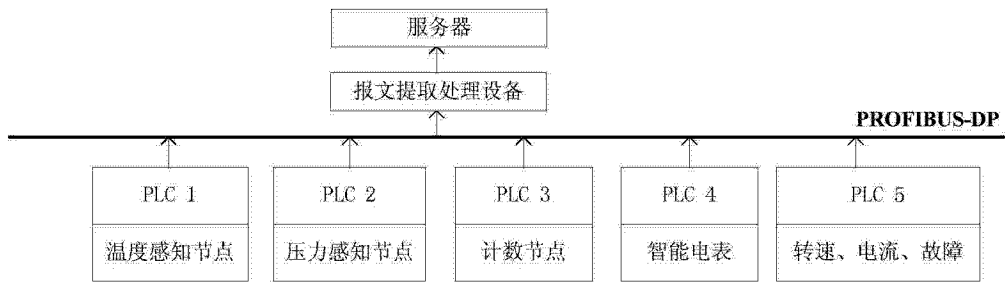 服务器
报文提取处理设备
PROFIBUS-DP
PLC 1
PLC 2
PLC 3
PLC 4
PLC 5
温度感知节点
压力感知节点
计数节点
智能电表
转速、电流、故障